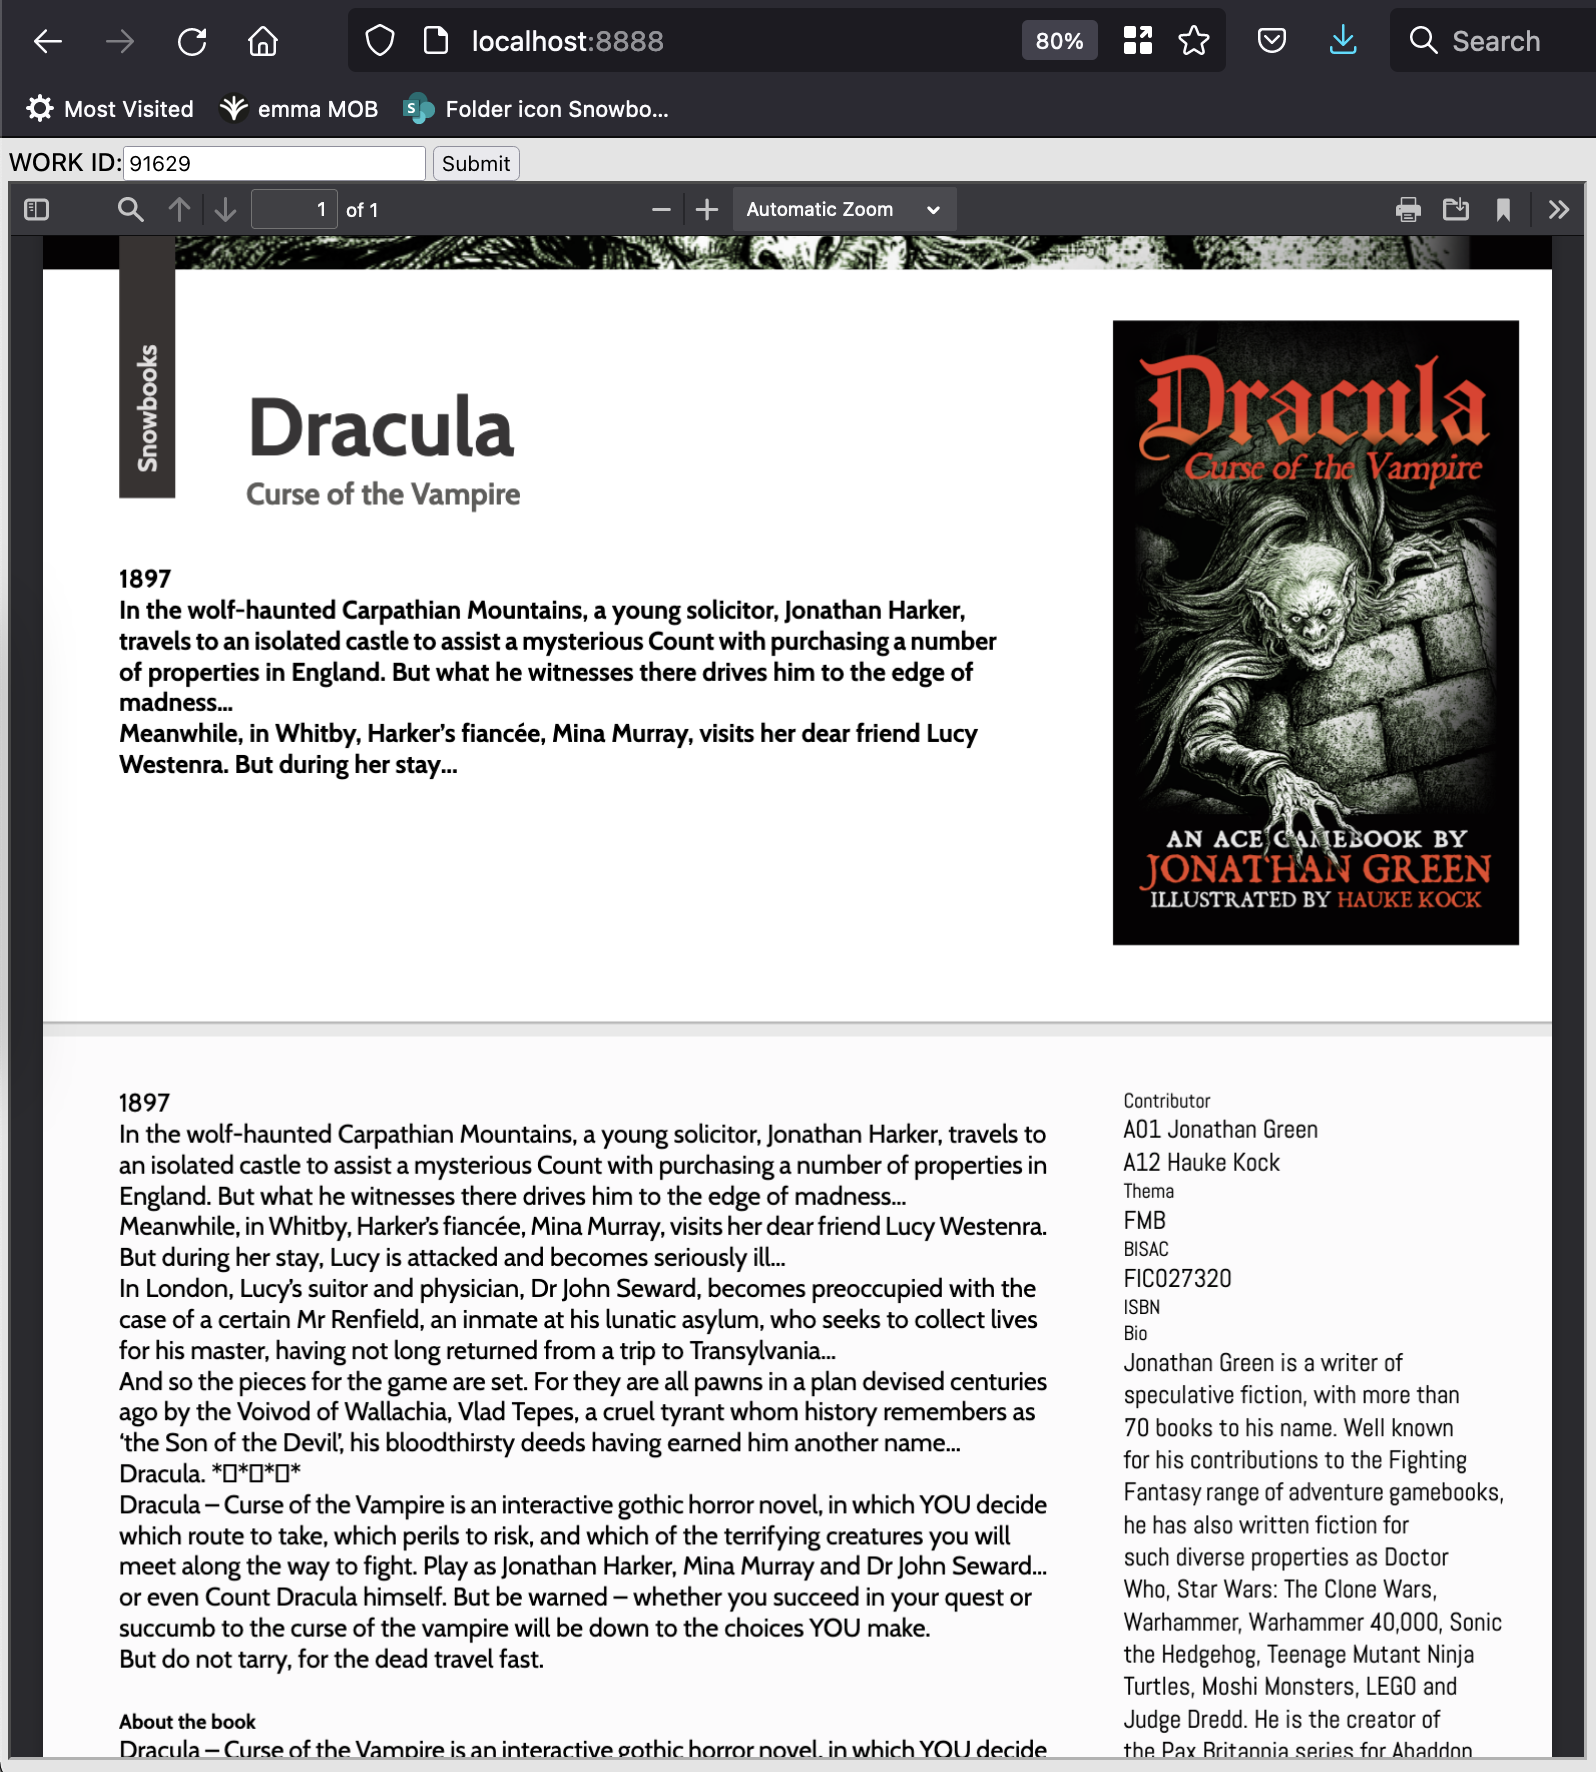 localhost:8888
80%
Search
Most Visited
emma MOB
Folder icon Snowbo...
WORK ID:
91629
Submit
1
of 1
Automatic Zoom
Snowbooks
Dracula
Curse of the Vampire
1897
In the wolf-haunted Carpathian Mountains, a young solicitor, Jonathan Harker,
travels to an isolated castle to assist a mysterious Count with purchasing a number
of properties in England. But what he witnesses there drives him to the edge of
madness...
Meanwhile, in Whitby, Harker’s fiancée, Mina Murray, visits her dear friend Lucy
Westenra. But during her stay...
Dracula
Curse of the Vampire
AN ACE GAMEBOOK BY
JONATHAN GREEN
ILLUSTRATED BY HAUKE KOCK
1897
In the wolf-haunted Carpathian Mountains, a young solicitor, Jonathan Harker, travels to
an isolated castle to assist a mysterious Count with purchasing a number of properties in
England. But what he witnesses there drives him to the edge of madness...
Meanwhile, in Whitby, Harker’s fiancée, Mina Murray, visits her dear friend Lucy Westenra.
But during her stay, Lucy is attacked and becomes seriously ill...
In London, Lucy’s suitor and physician, Dr John Seward, becomes preoccupied with the
case of a certain Mr Renfield, an inmate at his lunatic asylum, who seeks to collect lives
for his master, having not long returned from a trip to Transylvania...
And so the pieces for the game are set. For they are all pawns in a plan devised centuries
ago by the Voivod of Wallachia, Vlad Tepes, a cruel tyrant whom history remembers as
‘the Son of the Devil’, his bloodthirsty deeds having earned him another name...
Dracula. *▯*▯*▯*
Dracula – Curse of the Vampire is an interactive gothic horror novel, in which YOU decide
which route to take, which perils to risk, and which of the terrifying creatures you will
meet along the way to fight. Play as Jonathan Harker, Mina Murray and Dr John Seward...
or even Count Dracula himself. But be warned – whether you succeed in your quest or
succumb to the curse of the vampire will be down to the choices YOU make.
But do not tarry, for the dead travel fast.
About the book
Dracula – Curse of the Vampire is an interactive gothic horror novel, in which YOU decide
Contributor
A01 Jonathan Green
A12 Hauke Kock
Thema
FMB
BISAC
FIC027320
ISBN
Bio
Jonathan Green is a writer of
speculative fiction, with more than
70 books to his name. Well known
for his contributions to the Fighting
Fantasy range of adventure gamebooks,
he has also written fiction for
such diverse properties as Doctor
Who, Star Wars: The Clone Wars,
Warhammer, Warhammer 40,000, Sonic
the Hedgehog, Teenage Mutant Ninja
Turtles, Moshi Monsters, LEGO and
Judge Dredd. He is the creator of
the Pax Britannia series for Abaddon